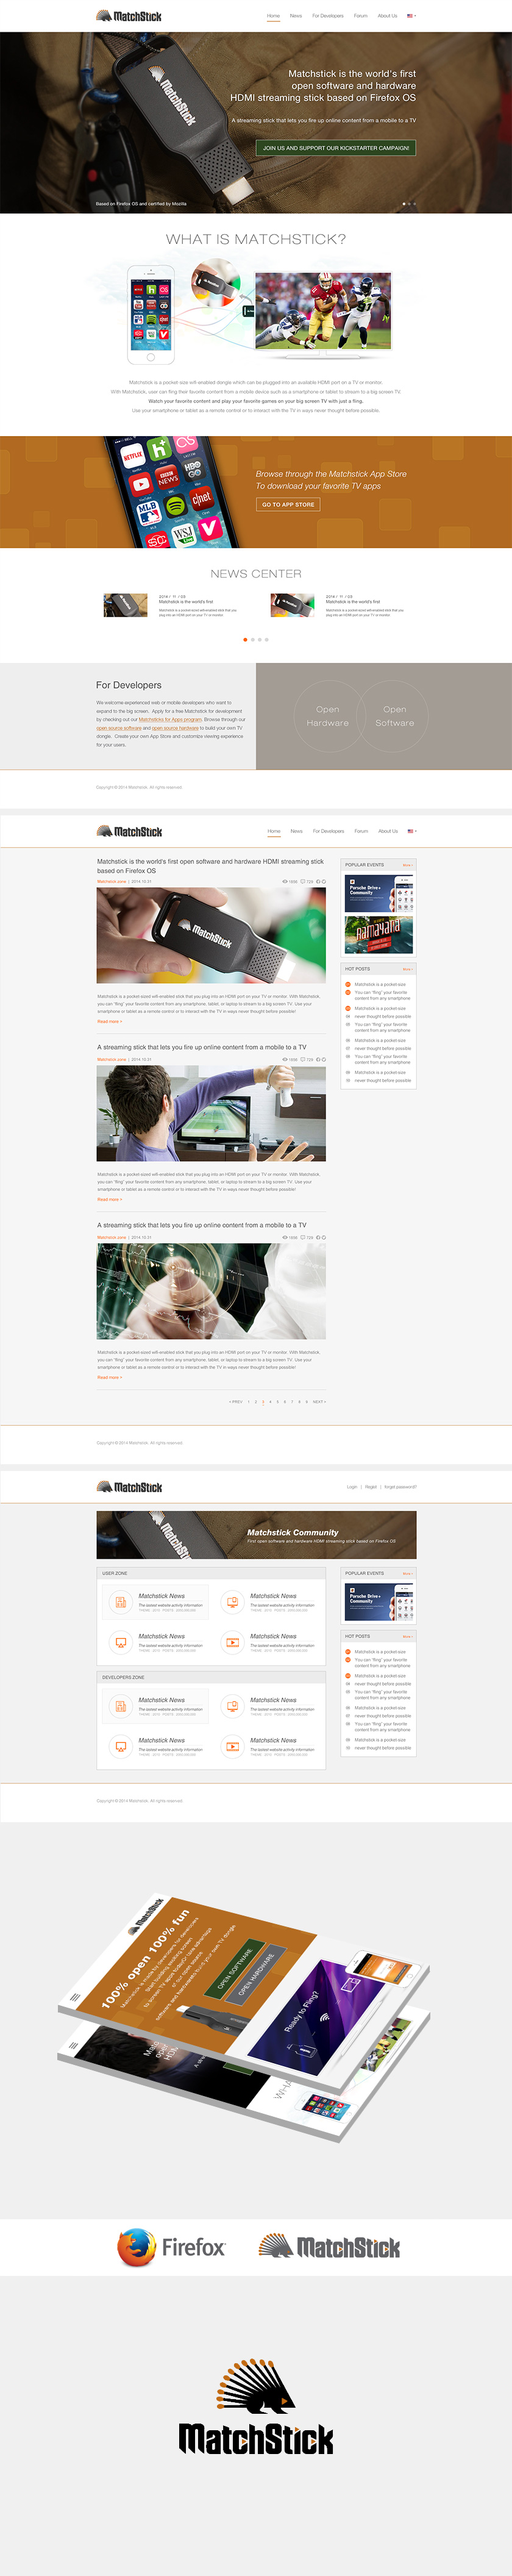 MatchStick
Home News For Developers Forum About Us
MatchStick
Matchstick is the world's first
open software and hardware
HDMI streaming stick based on Firefox OS
A streaming stick that lets you fire up online content from a mobile to a TV
JOIN US AND SUPPORT OUR KICKSTARTER CAMPAIGN!
Based on Firefox OS and certified by Mozilla
WHAT IS MATCHSTICK?
Matchstick is a pocket-size wifi-enabled dongle which can be plugged into an available HDMI port on a TV or monitor.
With Matchstick, user can fling their favorite content from a mobile device such as a smartphone or tablet to stream to a big screen TV.
Watch your favorite content and play your favorite games on your big screen TV with just a fling.
Use your smartphone or tablet as a remote control or to interact with the TV in ways never thought before possible.
NETFLIX
h+
BBC
NEWS
HBO
GO
MLB
c|net
WSJ
Live
V
Browse through the Matchstick App Store
To download your favorite TV apps
GO TO APP STORE
NEWS CENTER
2014 / 11 / 03
Matchstick is the world's first
Matchstick is a pocket-sized wifi-enabled stick that you
plug into an HDMI port on your TV or monitor.
2014 / 11 / 03
Matchstick is the world's first
Matchstick is a pocket-sized wifi-enabled stick that you
plug into an HDMI port on your TV or monitor.
For Developers
We welcome experienced web or mobile developers who want to
expand to the big screen. Apply for a free Matchstick for development
by checking out our Matchsticks for Apps program. Browse through our
open source software and open source hardware to build your own TV
dongle. Create your own App Store and customize viewing experience
for your users.
Open
Hardware
Open
Software
Copyright © 2014 Matchstick. All rights reserved.
MatchStick
Home News For Developers Forum About Us
Matchstick is the world's first open software and hardware HDMI streaming stick
based on Firefox OS
Matchstick zone | 2014.10.31
1836 729
MatchStick
Matchstick is a pocket-sized wifi-enabled stick that you plug into an HDMI port on your TV or monitor. With Matchstick,
you can "fling" your favorite content from any smartphone, tablet, or laptop to stream to a big screen TV. Use your
smartphone or tablet as a remote control or to interact with the TV in ways never thought before possible!
Read more >
A streaming stick that lets you fire up online content from a mobile to a TV
Matchstick zone | 2014.10.31
1836 729
Matchstick is a pocket-sized wifi-enabled stick that you plug into an HDMI port on your TV or monitor. With Matchstick,
you can "fling" your favorite content from any smartphone, tablet, or laptop to stream to a big screen TV. Use your
smartphone or tablet as a remote control or to interact with the TV in ways never thought before possible!
Read more >
A streaming stick that lets you fire up online content from a mobile to a TV
Matchstick zone | 2014.10.31
1836 729
Matchstick is a pocket-sized wifi-enabled stick that you plug into an HDMI port on your TV or monitor. With Matchstick,
you can "fling" your favorite content from any smartphone, tablet, or laptop to stream to a big screen TV. Use your
smartphone or tablet as a remote control or to interact with the TV in ways never thought before possible!
Read more >
< PREV 1 2 3 4 5 6 7 8 9 NEXT >
POPULAR EVENTS More >
Porsche Drive+
Community
Ramayana
HOT POSTS More >
Matchstick is a pocket-size
You can "fling" your favorite
content from any smartphone
Matchstick is a pocket-size
never thought before possible
You can "fling" your favorite
content from any smartphone
Matchstick is a pocket-size
never thought before possible
You can "fling" your favorite
content from any smartphone
Matchstick is a pocket-size
never thought before possible
Copyright © 2014 Matchstick. All rights reserved.
MatchStick
Login | Regist | forget password?
Matchstick Community
First open software and hardware HDMI streaming stick based on Firefox OS
USER ZONE
Matchstick News
The lastest website activity information
Matchstick News
The lastest website activity information
Matchstick News
The lastest website activity information
Matchstick News
The lastest website activity information
DEVELOPERS ZONE
Matchstick News
The lastest website activity information
Matchstick News
The lastest website activity information
Matchstick News
The lastest website activity information
Matchstick News
The lastest website activity information
POPULAR EVENTS More >
Porsche Drive+
Community
HOT POSTS More >
Matchstick is a pocket-size
You can "fling" your favorite
content from any smartphone
Matchstick is a pocket-size
never thought before possible
You can "fling" your favorite
content from any smartphone
Matchstick is a pocket-size
never thought before possible
You can "fling" your favorite
content from any smartphone
Matchstick is a pocket-size
never thought before possible
Copyright © 2014 Matchstick. All rights reserved.
MatchStick
100% open 100% fun
OPEN SOFTWARE
OPEN HARDWARE
Ready to Fling?
Firefox
MatchStick
MatchStick